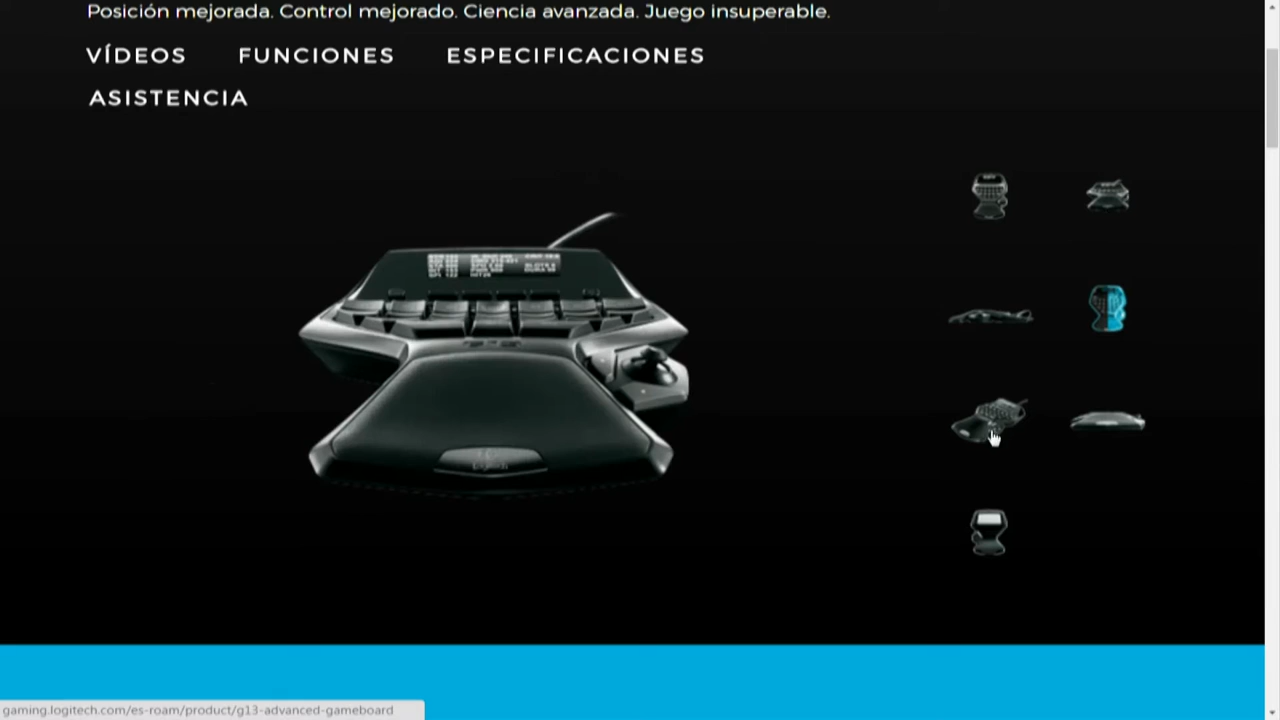 Posición mejorada. Control mejorado. Ciencia avanzada. Juego insuperable.
VÍDEOS FUNCIONES ESPECIFICACIONES
ASISTENCIA
Logitech
gaming.logitech.com/es-roam/product/g13-advanced-gameboard